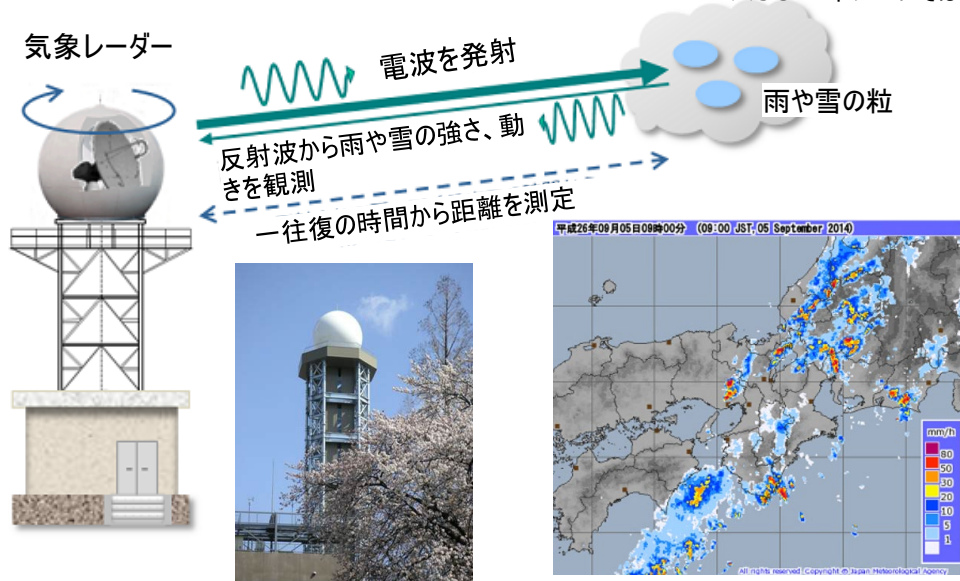 気象レーダー
電波を発射
雨や雪の粒
反射波から雨や雪の強さ、動
きを観測
一往復の時間から距離を測定
平成26年09月05日09時00分 (09:00 JST,05 September 2014)
mm/h
80
50
30
20
10
5
1
All rights reserved. Copyright © Japan Meteorological Agency